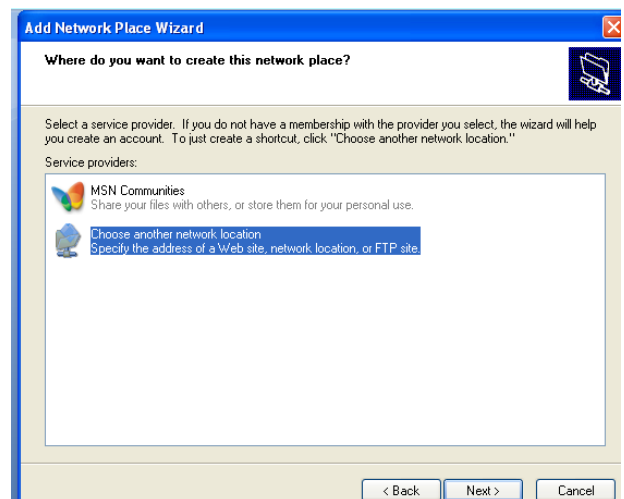 Add Network Place Wizard
Where do you want to create this network place?
Select a service provider. If you do not have a membership with the provider you select, the wizard will help
you create an account. To just create a shortcut, click "Choose another network location."
Service providers:
MSN Communities
Share your files with others, or store them for your personal use.
Choose another network location
Specify the address of a Web site, network location, or FTP site.
< Back Next > Cancel